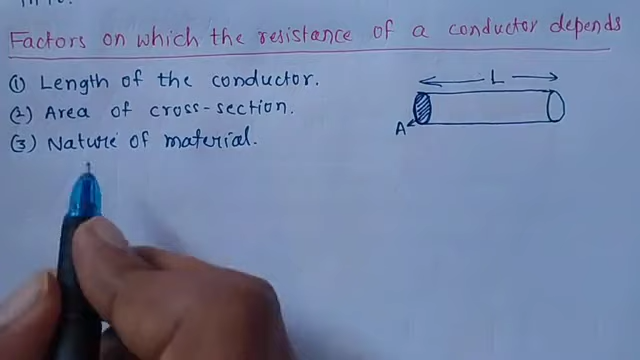 Factors on which the resistance of a conductor depends
(1) Length of the conductor.
(2) Area of cross-section.
(3) Nature of material.
L
A